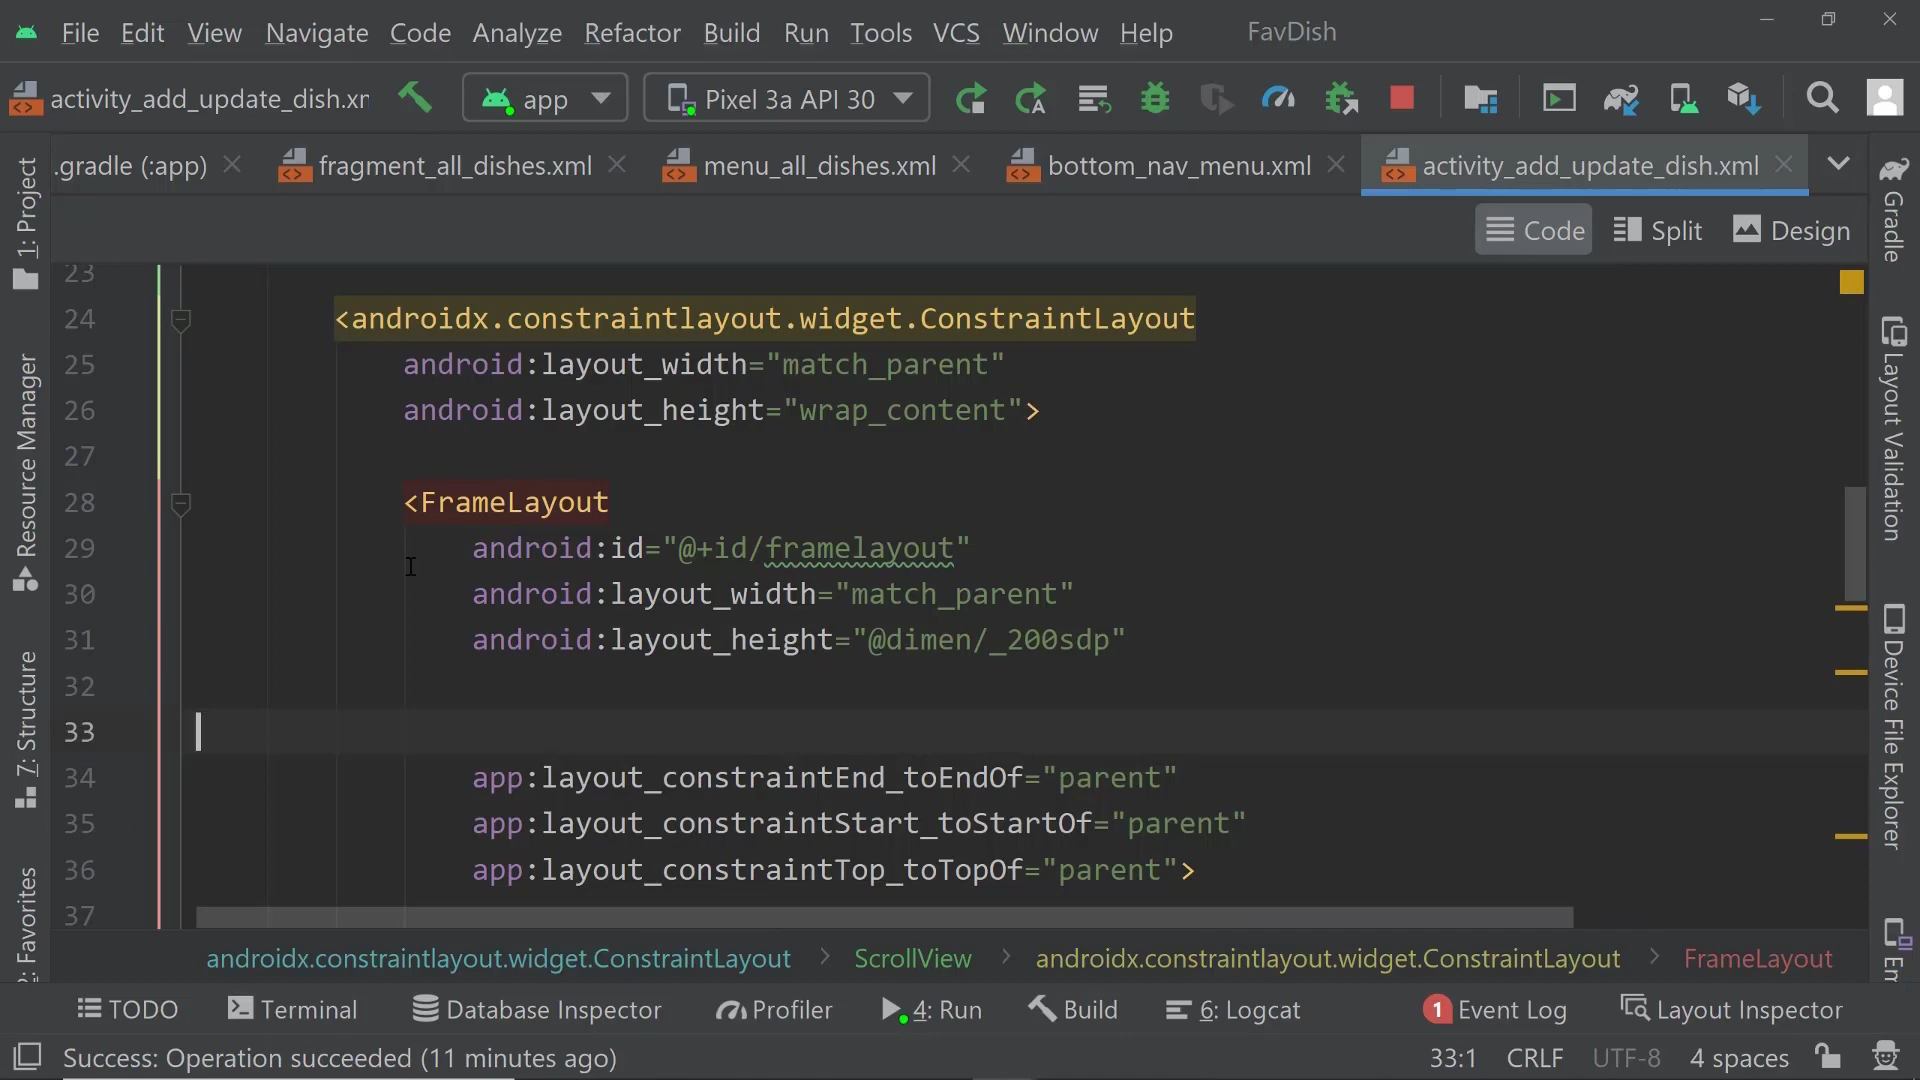 File Edit View Navigate Code Analyze Refactor Build Run Tools VCS Window Help FavDish
activity_add_update_dish.xr app Pixel 3a API 30
.gradle (:app) fragment_all_dishes.xml menu_all_dishes.xml bottom_nav_menu.xml activity_add_update_dish.xml
Code Split Design
23
24 <androidx.constraintlayout.widget.ConstraintLayout
25 android:layout_width="match_parent"
26 android:layout_height="wrap_content">
27
28 <FrameLayout
29 android:id="@+id/framelayout"
30 android:layout_width="match_parent"
31 android:layout_height="@dimen/_200sdp"
32
33
34 app:layout_constraintEnd_toEndOf="parent"
35 app:layout_constraintStart_toStartOf="parent"
36 app:layout_constraintTop_toTopOf="parent">
37
1: Project
Resource Manager
7: Structure
2: Favorites
Gradle
Layout Validation
Device File Explorer
Em
androidx.constraintlayout.widget.ConstraintLayout ScrollView androidx.constraintlayout.widget.ConstraintLayout FrameLayout
TODO Terminal Database Inspector Profiler 4: Run Build 6: Logcat 1 Event Log Layout Inspector
Success: Operation succeeded (11 minutes ago) 33:1 CRLF UTF-8 4 spaces